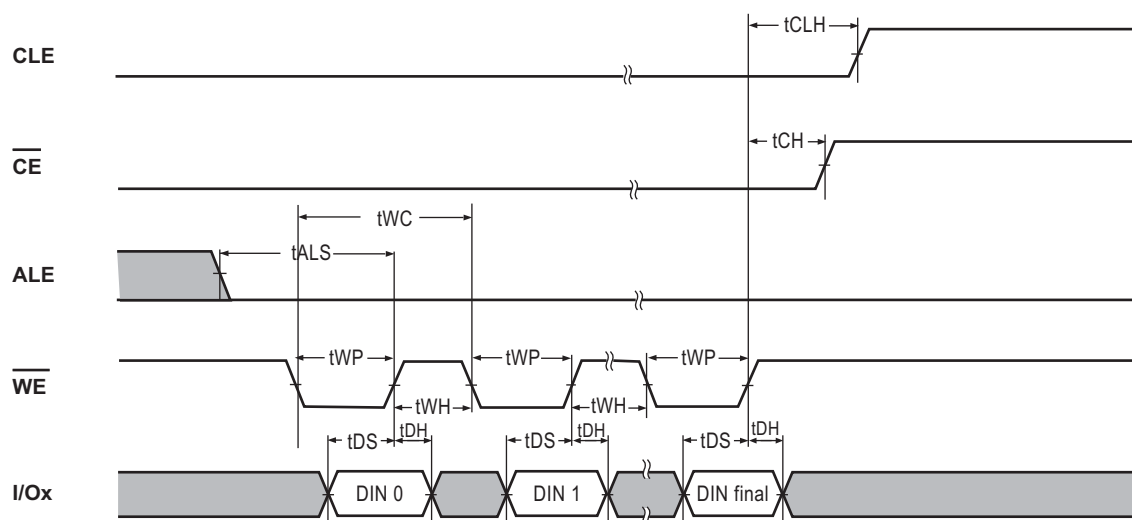 tCLH
CLE
tCH
CE
tWC
tALS
ALE
tWP tWP tWP
WE
tWH tWH
tDS tDH tDS tDH tDS tDH
I/Ox DIN 0 DIN 1 DIN final